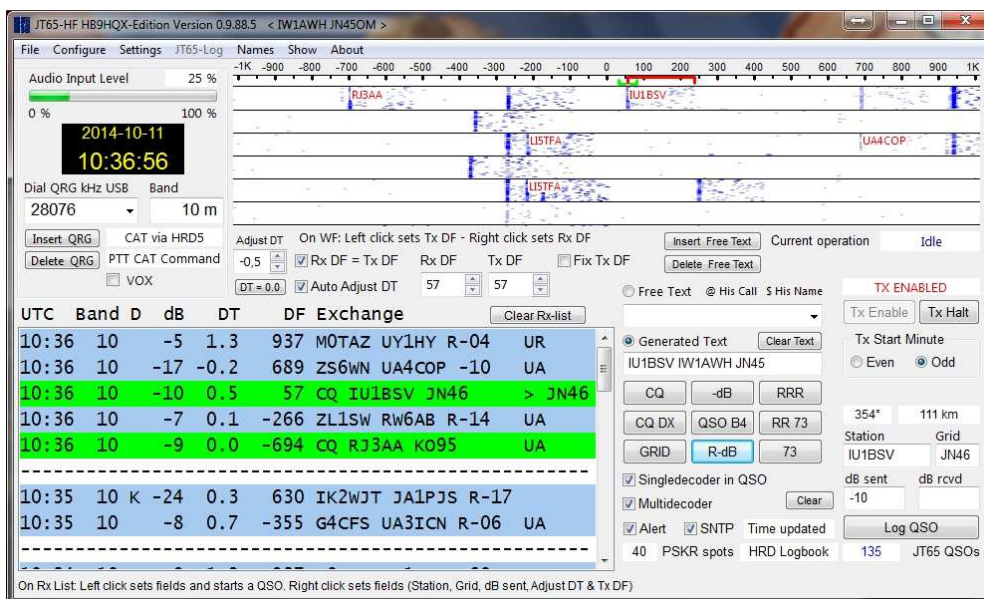 JT65-HF HB9HQX-Edition Version 0.9.88.5 < IW1AWH JN45OM >
File Configure Settings JT65-Log Names Show About
Audio Input Level 25 %
0 % 100 %
2014-10-11
10:36:56
Dial QRG kHz USB Band
28076 10 m
Insert QRG CAT via HRD5
Delete QRG PTT CAT Command
VOX
-1K -900 -800 -700 -600 -500 -400 -300 -200 -100 0 100 200 300 400 500 600 700 800 900 1K
RJ3AA IU1BSV
LI5TFA UA4COP
LI5TFA
Adjust DT On WF: Left click sets Tx DF - Right click sets Rx DF
-0,5 Rx DF = Tx DF Rx DF Tx DF Fix Tx DF
DT = 0.0 Auto Adjust DT 57 57
Insert Free Text Current operation Idle
Delete Free Text
Free Text @ His Call $ His Name TX ENABLED
Tx Enable Tx Halt
UTC Band D dB DT DF Exchange Clear Rx-list
10:36 10 -5 1.3 937 M0TAZ UY1HY R-04 UR
10:36 10 -17 -0.2 689 ZS6WN UA4COP -10 UA
10:36 10 -10 0.5 57 CQ IU1BSV JN46 > JN46
10:36 10 -7 0.1 -266 ZL1SW RW6AB R-14 UA
10:36 10 -9 0.0 -694 CQ RJ3AA KO95 UA
10:35 10 K -24 0.3 630 IK2WJT JA1PJS R-17
10:35 10 -8 0.7 -355 G4CFS UA3ICN R-06 UA
Generated Text Clear Text
IU1BSV IW1AWH JN45
CQ -dB RRR
CQ DX QSO B4 RR 73
GRID R-dB 73
Singledecoder in QSO
Multidecoder Clear
Alert SNTP Time updated
40 PSKR spots HRD Logbook
Tx Start Minute
Even Odd
354° 111 km
Station Grid
IU1BSV JN46
dB sent dB rcvd
-10
Log QSO
135 JT65 QSOs
On Rx List: Left click sets fields and starts a QSO. Right click sets fields (Station, Grid, dB sent, Adjust DT & Tx DF)